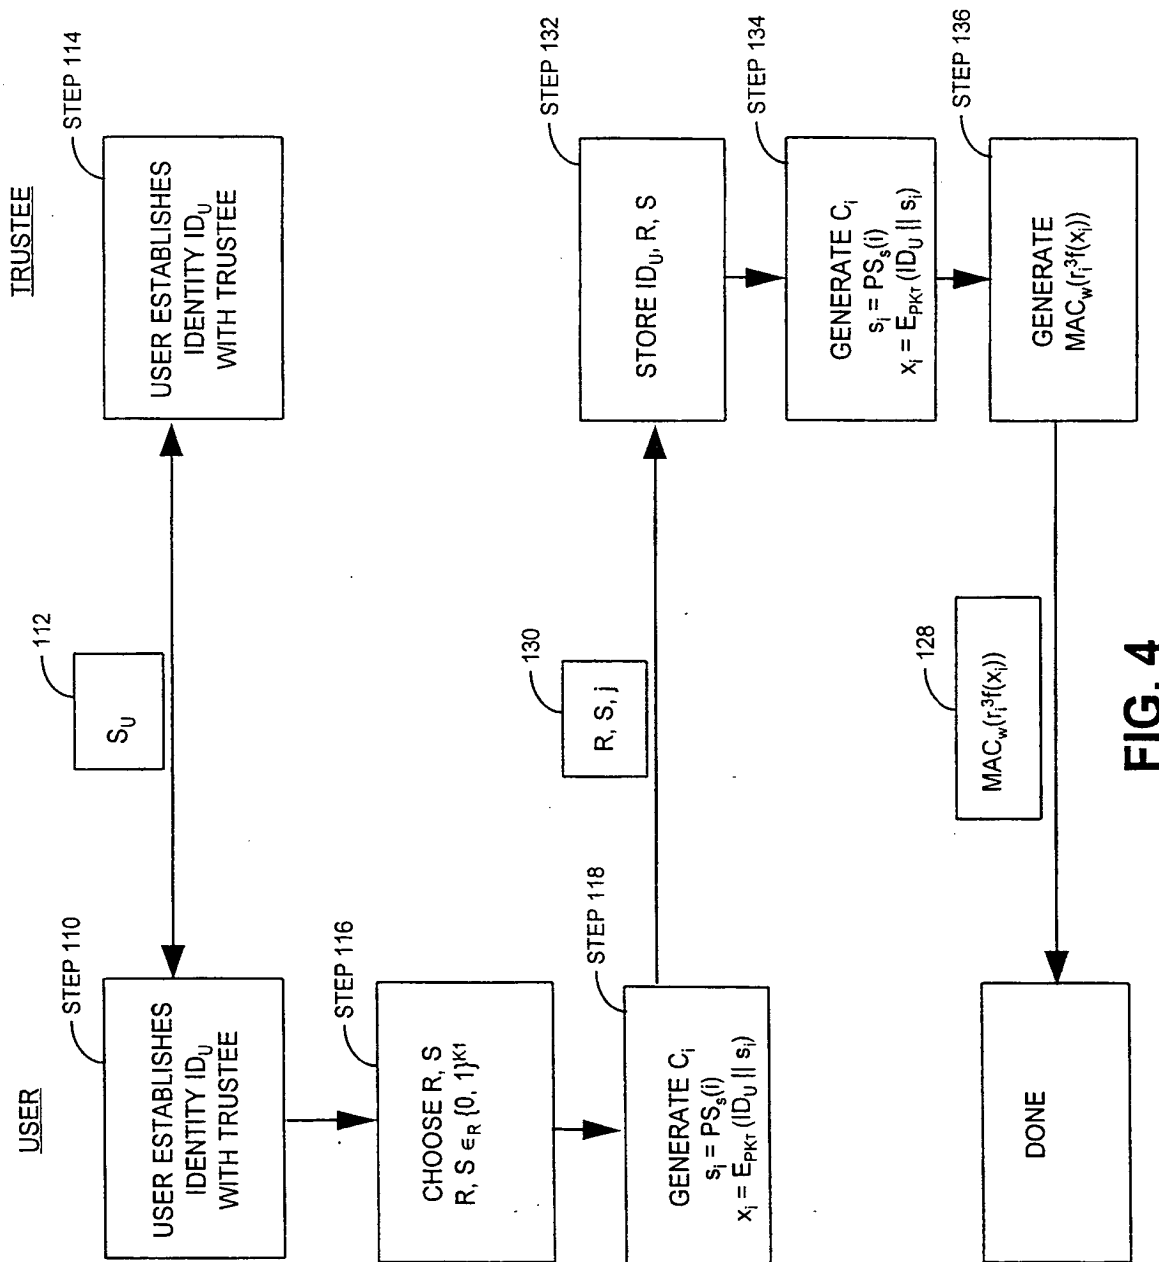 USER
TRUSTEE
STEP 110
USER ESTABLISHES
IDENTITY ID_U
WITH TRUSTEE
112
S_U
STEP 114
USER ESTABLISHES
IDENTITY ID_U
WITH TRUSTEE
STEP 116
CHOOSE R, S
R, S ∈_R {0, 1}^K1
STEP 118
GENERATE C_i
s_i = PS_s(i)
x_i = E_PKT (ID_U || s_i)
130
R, S, j
STEP 132
STORE ID_U, R, S
STEP 134
GENERATE C_i
s_i = PS_s(i)
x_i = E_PKT (ID_U || s_i)
STEP 136
GENERATE
MAC_w(r_i^3f(x_i))
128
MAC_w(r_i^3f(x_i))
DONE
FIG. 4